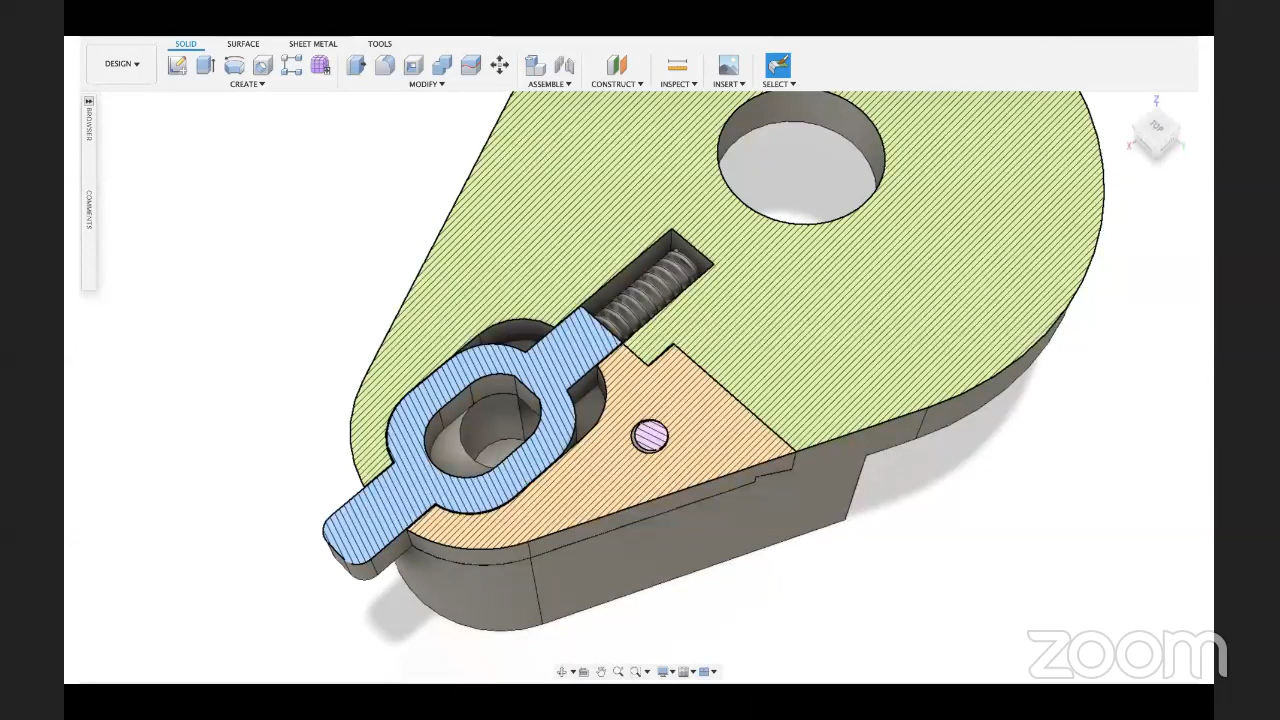 SOLID SURFACE SHEET METAL TOOLS
DESIGN
CREATE MODIFY ASSEMBLE CONSTRUCT INSPECT INSERT SELECT
BROWSER
COMMENTS
Z
TOP
X
zoom